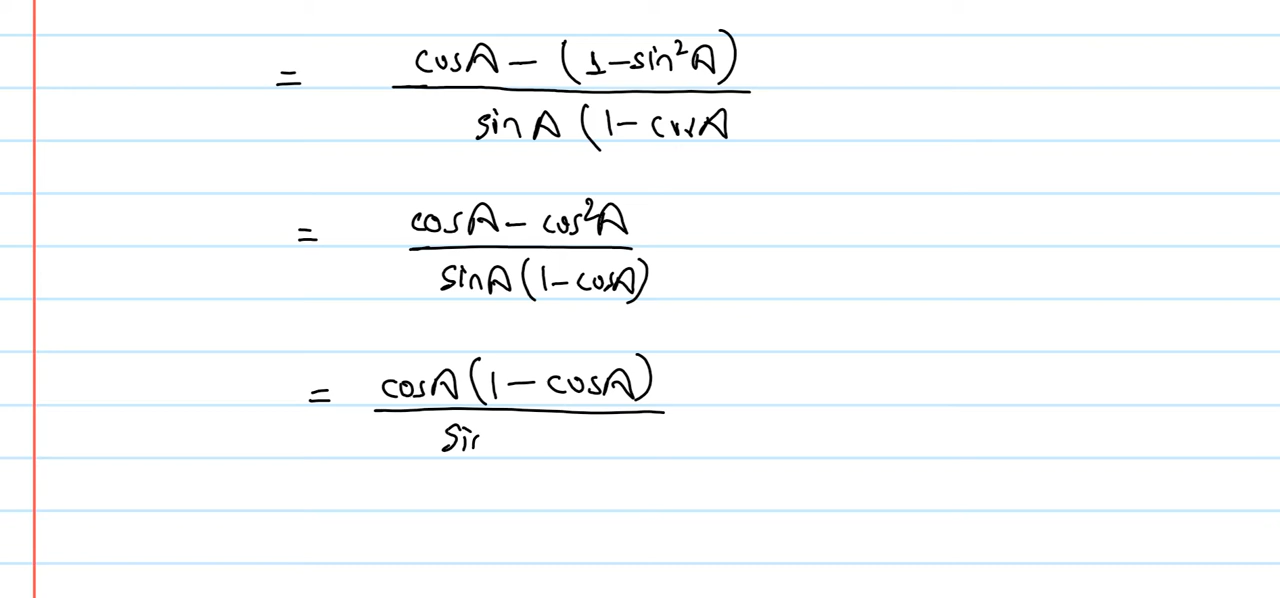 = cosA - (1-sin²A)
sinA (1- cosA
= cosA - cos²A
sinA (1-cosA)
= cosA (1 - cosA)
sin